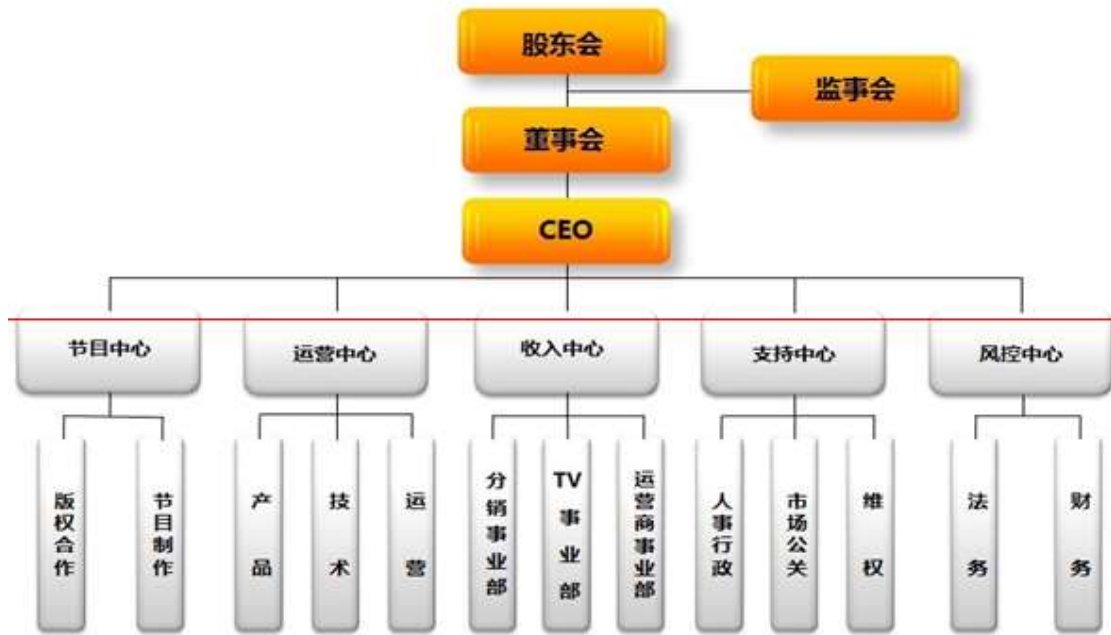 股东会
监事会
董事会
CEO
节目中心
运营中心
收入中心
支持中心
风控中心
版权合作
节目制作
产品
技术
运营
分销事业部
TV事业部
运营商事业部
人事行政
市场公关
维权
法务
财务